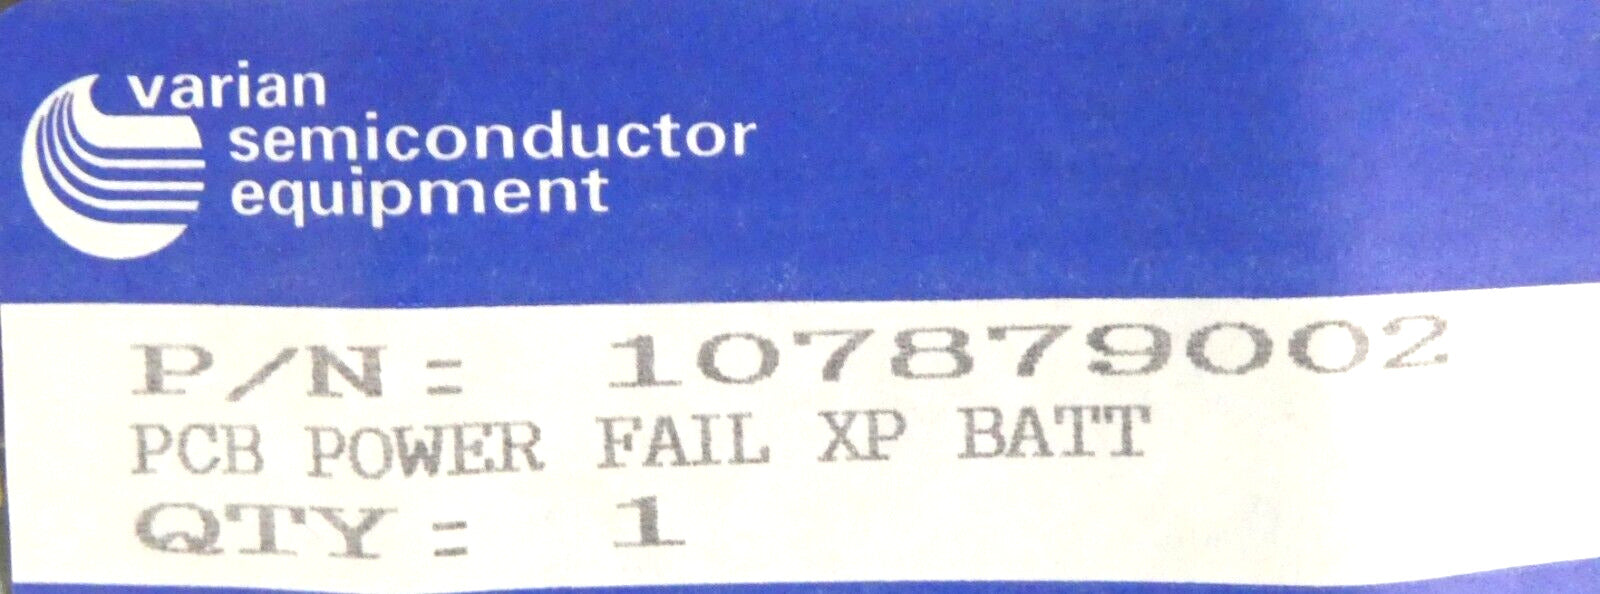 varian
semiconductor
equipment
P/N: 107879002
PCB POWER FAIL XP BATT
QTY: 1